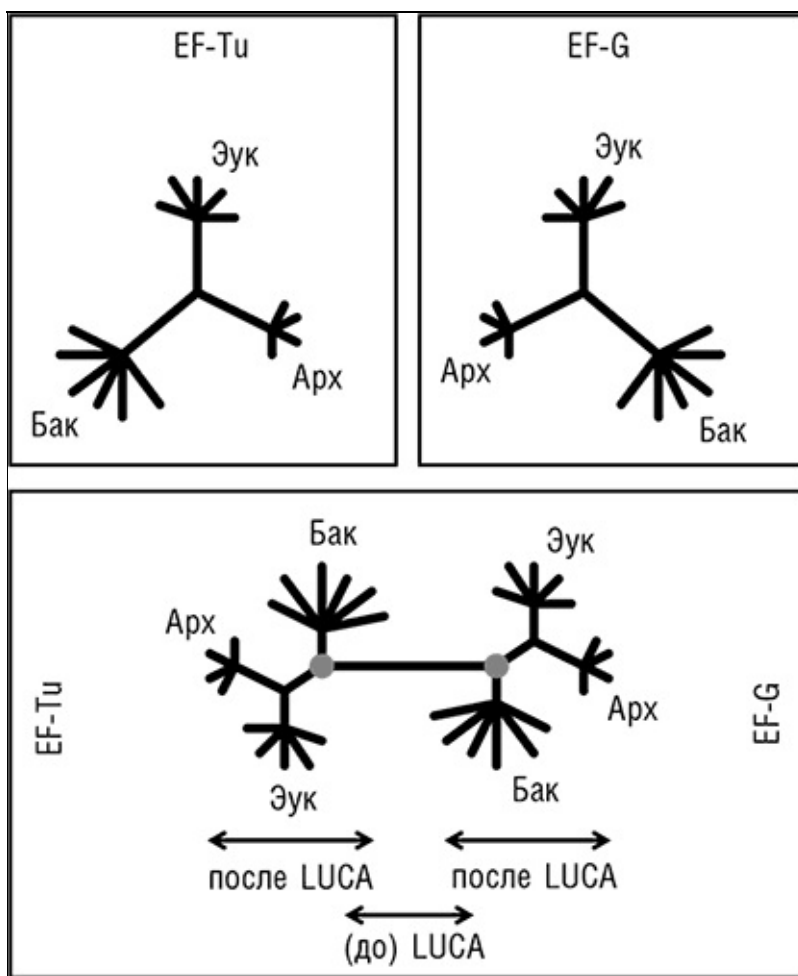 EF-Tu
Эук
Арх
Бак
EF-G
Эук
Арх
Бак
Бак
Эук
Арх
Арх
EF-Tu
EF-G
Эук
Бак
после LUCA
после LUCA
(до) LUCA